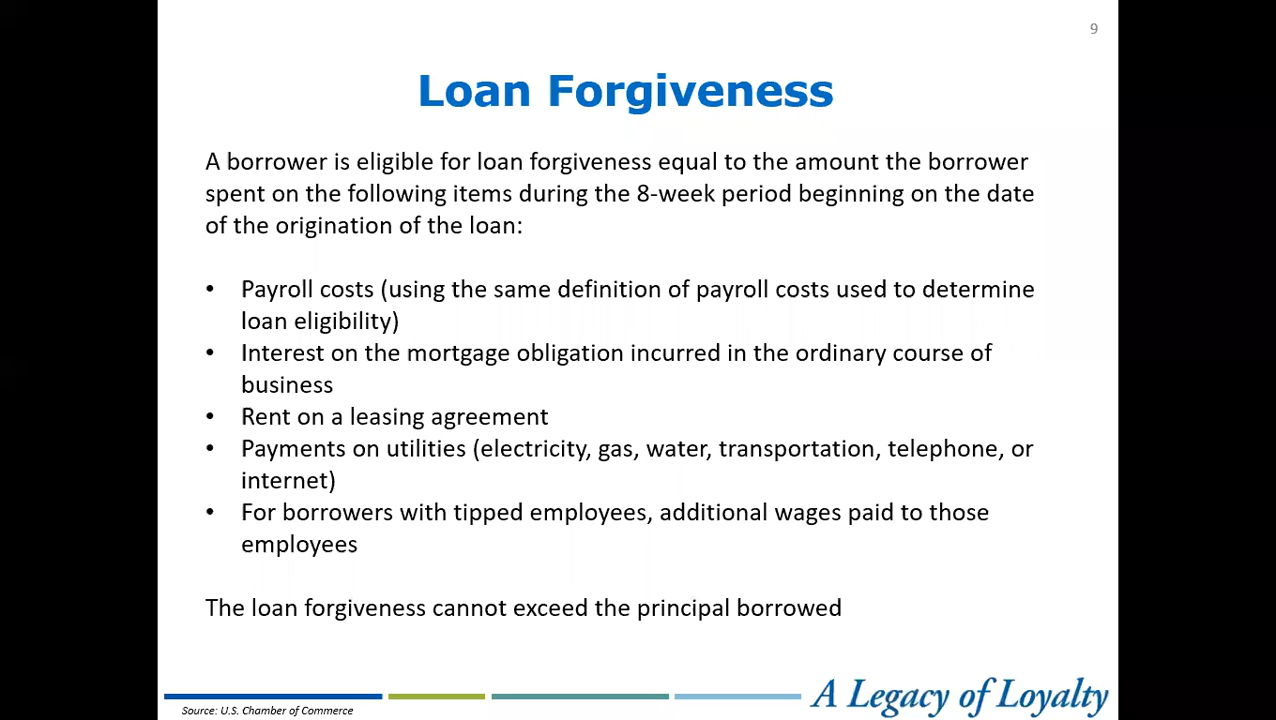 9
Loan Forgiveness
A borrower is eligible for loan forgiveness equal to the amount the borrower
spent on the following items during the 8-week period beginning on the date
of the origination of the loan:
• Payroll costs (using the same definition of payroll costs used to determine
loan eligibility)
• Interest on the mortgage obligation incurred in the ordinary course of
business
• Rent on a leasing agreement
• Payments on utilities (electricity, gas, water, transportation, telephone, or
internet)
• For borrowers with tipped employees, additional wages paid to those
employees
The loan forgiveness cannot exceed the principal borrowed
A Legacy of Loyalty
Source: U.S. Chamber of Commerce